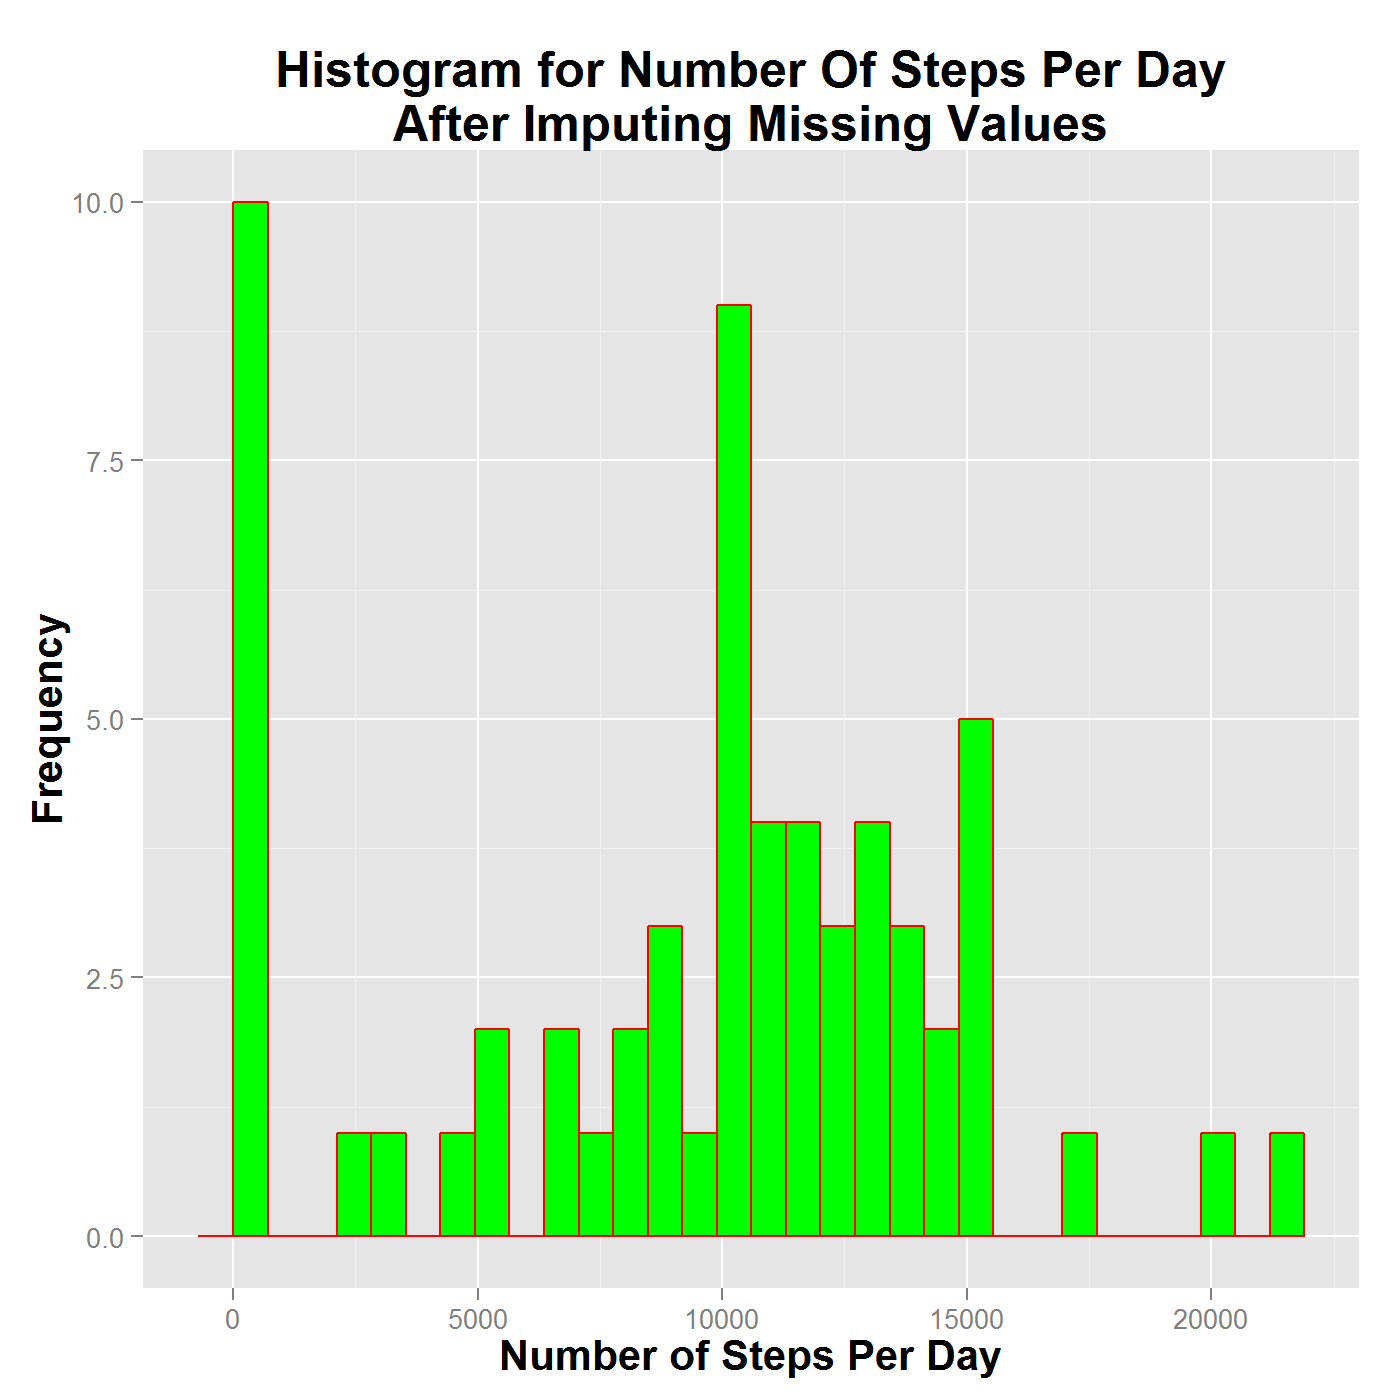 Histogram for Number Of Steps Per Day
After Imputing Missing Values
10.0
7.5
5.0
2.5
0.0
Frequency
0 5000 10000 15000 20000
Number of Steps Per Day